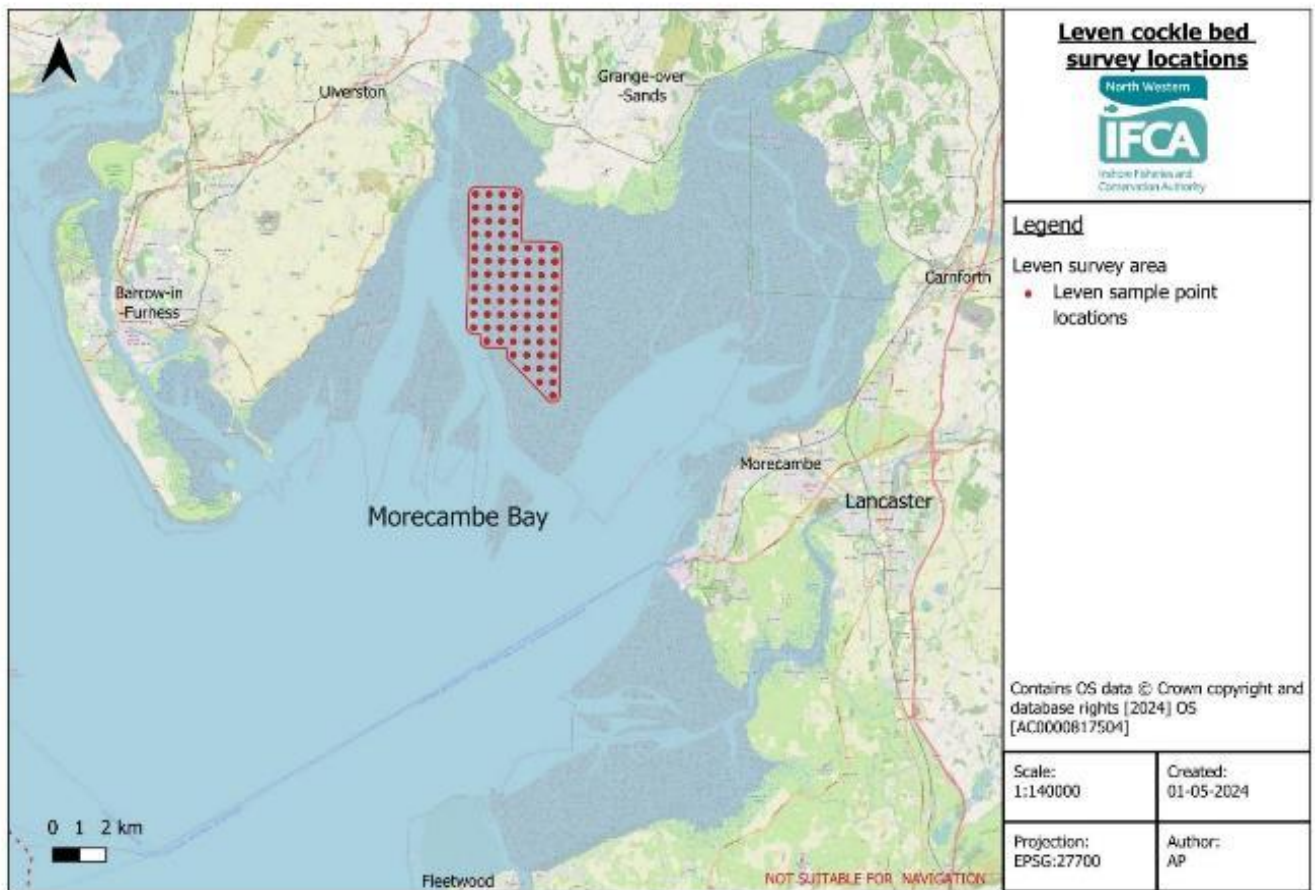 Leven cockle bed
survey locations
North Western
IFCA
Inshore Fisheries and
Conservation Authority
Legend
Leven survey area
Leven sample point
locations
Ulverston
Grange-over
-Sands
Carnforth
Barrow-in
-Furness
Morecambe
Lancaster
Morecambe Bay
0 1 2 km
Fleetwood
NOT SUITABLE FOR NAVIGATION
Contains OS data © Crown copyright and
database rights [2024] OS
[AC0000817504]
Scale:
1:140000
Created:
01-05-2024
Projection:
EPSG:27700
Author:
AP